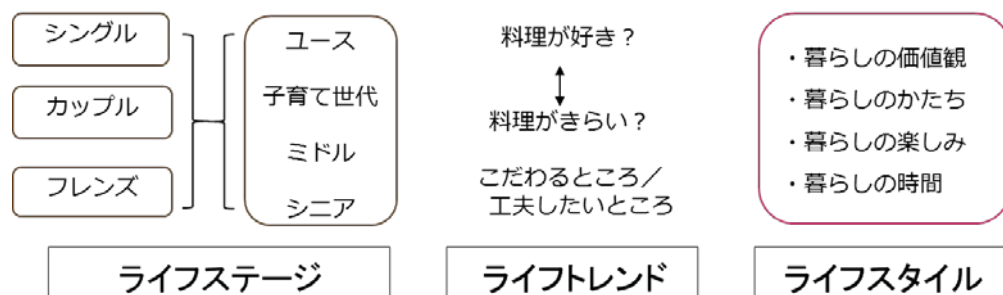 シングル
カップル
フレンズ
ユース
子育て世代
ミドル
シニア
ライフステージ
料理が好き？
料理がきらい？
こだわるところ／
工夫したいところ
ライフトレンド
・暮らしの価値観
・暮らしのかたち
・暮らしの楽しみ
・暮らしの時間
ライフスタイル